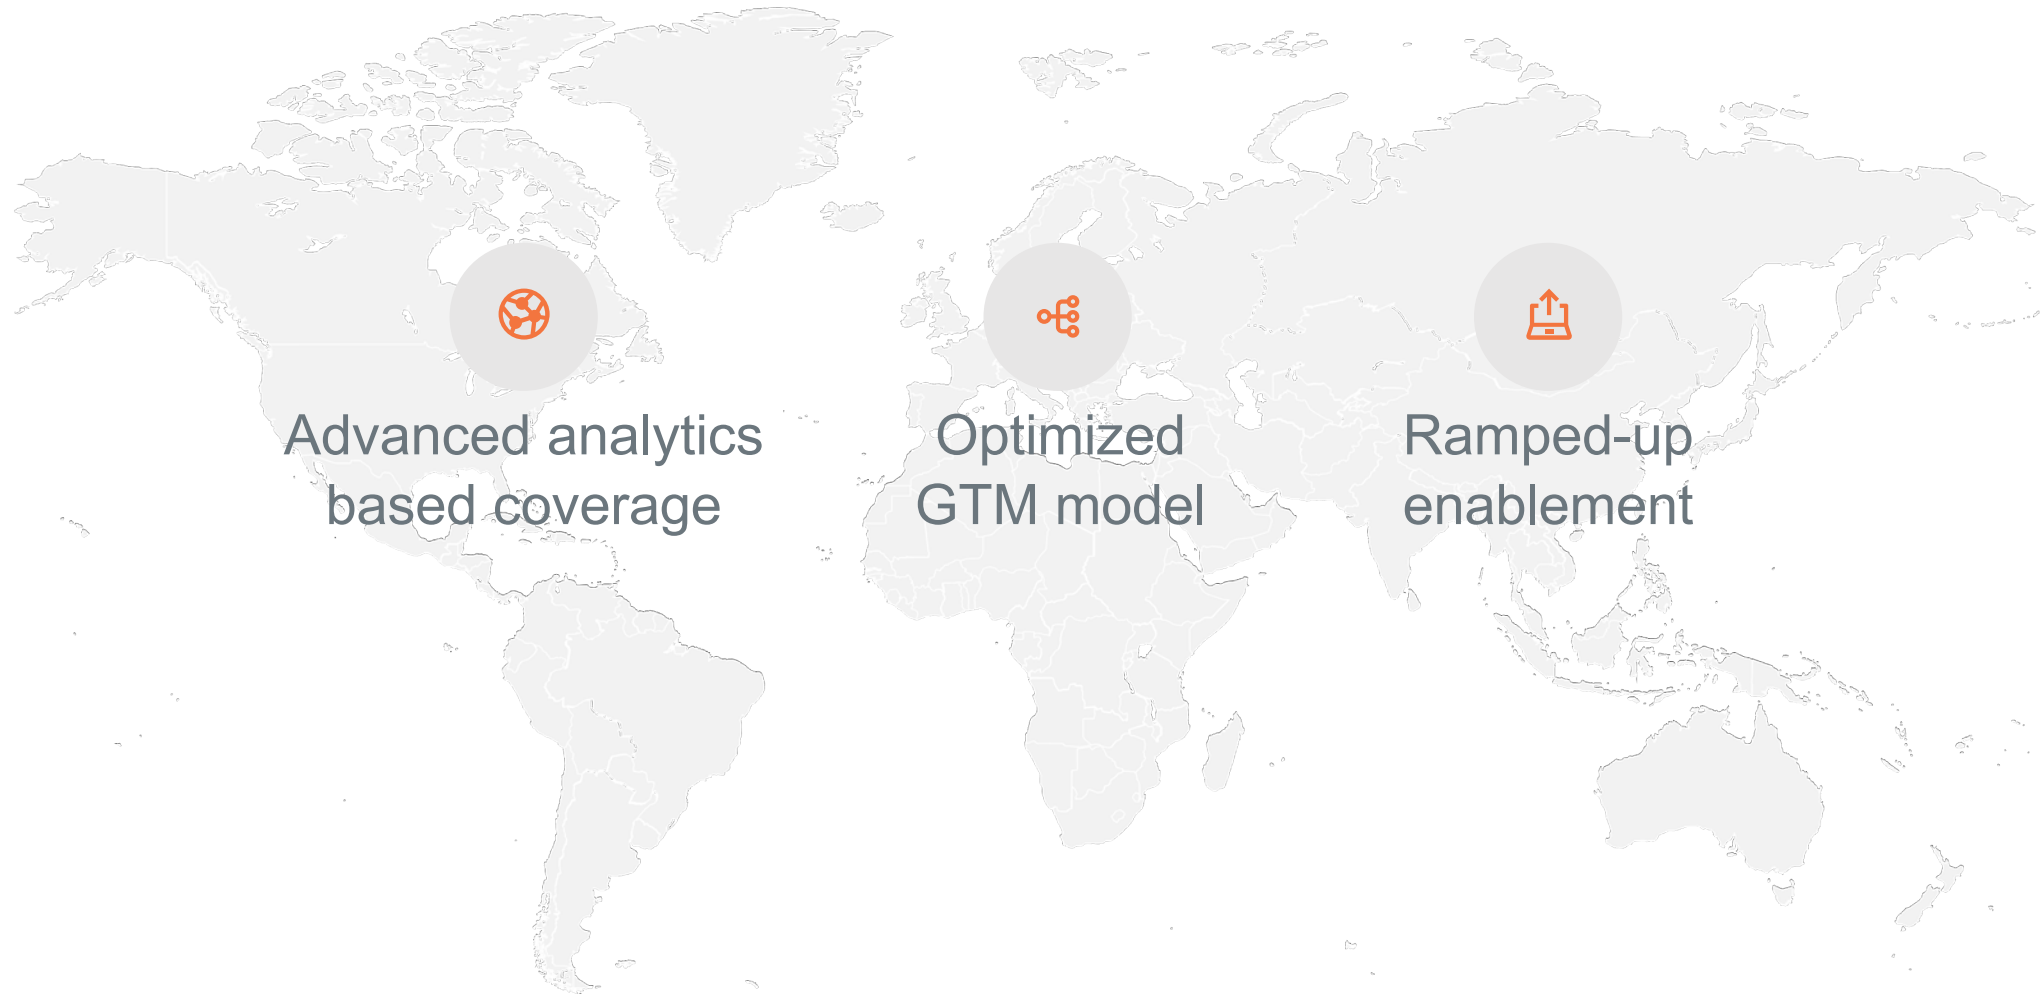 Advanced analytics
based coverage
Optimized
GTM model
Ramped-up
enablement